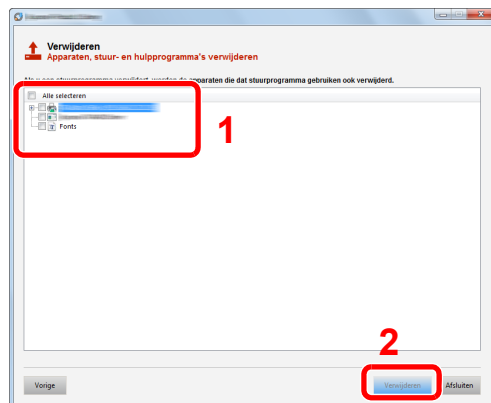 Verwijderen
Apparaten, stuur- en hulpprogramma's verwijderen
Als u een stuurprogramma verwijdert, worden de apparaten die dat stuurprogramma gebruiken ook verwijderd.
Alle selecteren
Fonts
1
2
Vorige
Verwijderen
Afsluiten